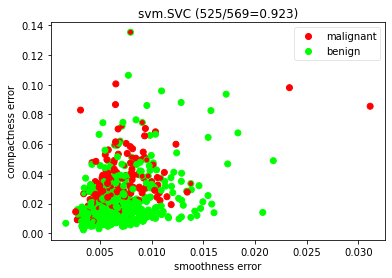 svm.SVC (525/569=0.923)
malignant
benign
compactness error
0.14
0.12
0.10
0.08
0.06
0.04
0.02
0.00
0.005 0.010 0.015 0.020 0.025 0.030
smoothness error